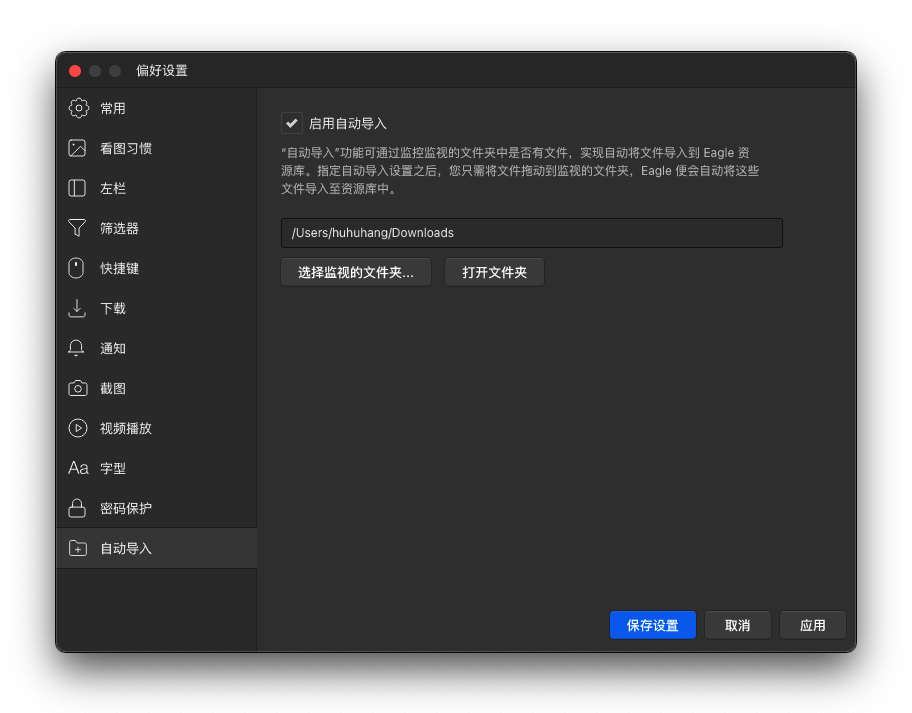 偏好设置
常用
看图习惯
左栏
筛选器
快捷键
下载
通知
截图
视频播放
Aa 字型
密码保护
自动导入
启用自动导入
“自动导入”功能可通过监控监视的文件夹中是否有文件，实现自动将文件导入到 Eagle 资
源库。指定自动导入设置之后，您只需将文件拖动到监视的文件夹，Eagle 便会自动将这些
文件导入至资源库中。
/Users/huhuhang/Downloads
选择监视的文件夹...
打开文件夹
保存设置
取消
应用